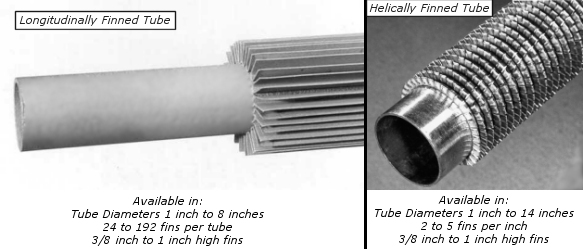 Longitudinally Finned Tube
Available in:
Tube Diameters 1 inch to 8 inches
24 to 192 fins per tube
3/8 inch to 1 inch high fins
Helically Finned Tube
Available in:
Tube Diameters 1 inch to 14 inches
2 to 5 fins per inch
3/8 inch to 1 inch high fins